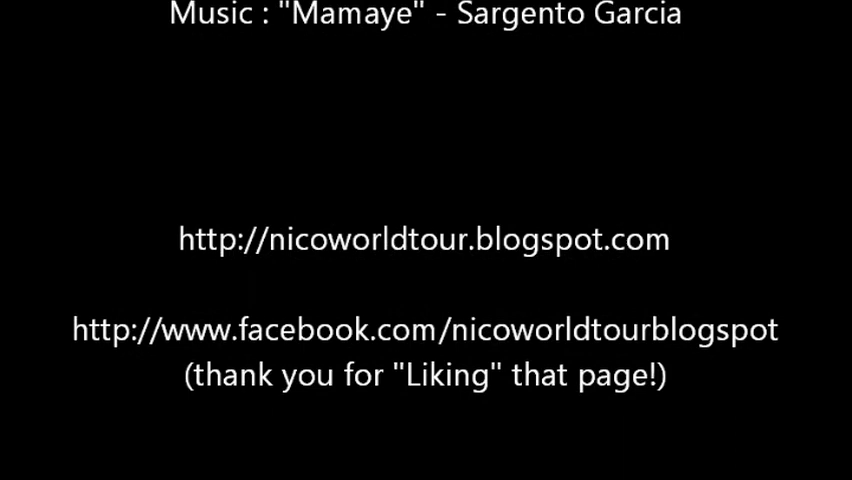 Music : "Mamaye" - Sargento Garcia
http://nicoworldtour.blogspot.com
http://www.facebook.com/nicoworldtourblogspot
(thank you for "Liking" that page!)